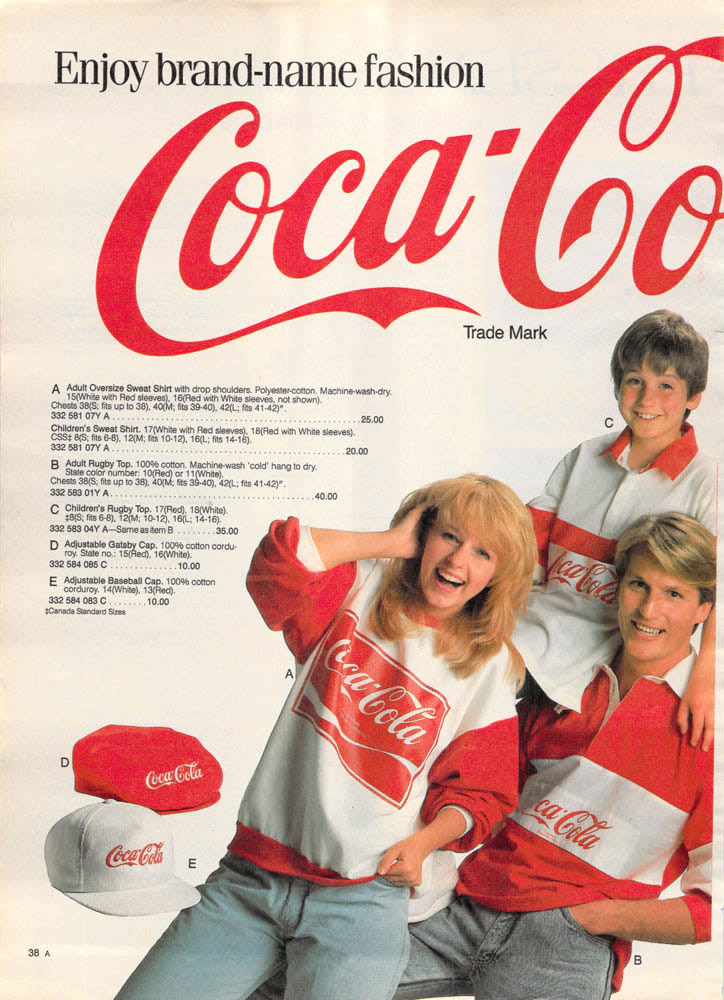 Enjoy brand-name fashion
Coca-Co
Trade Mark
A Adult Oversize Sweat Shirt with drop shoulders. Polyester-cotton. Machine-wash-dry.
15(White with Red sleeves), 16(Red with White sleeves, not shown).
Chests 38(S; fits up to 38), 40(M; fits 39-40), 42(L; fits 41-42)".
332 581 07Y A . . . . . . . . . . . . . . . . . . . . . . . . . . . . . . . . . . . . . . . . . . . . 25.00
Children's Sweat Shirt. 17(White with Red sleeves), 18(Red with White sleeves).
CSS‡ 8(S; fits 6-8), 12(M; fits 10-12), 16(L; fits 14-16).
332 581 07Y A . . . . . . . . . . . . . . . . . . . . . . . . . . . . . . . . . . . . . . . . . 20.00
B Adult Rugby Top. 100% cotton. Machine-wash 'cold' hang to dry.
State color number: 10(Red) or 11(White).
Chests 38(S; fits up to 38), 40(M; fits 39-40), 42(L; fits 41-42)".
332 583 01Y A . . . . . . . . . . . . . . . . . . . . . . . . . . . . . . . . . . . 40.00
C Children's Rugby Top. 17(Red), 18(White).
‡8(S; fits 6-8), 12(M; 10-12), 16(L; 14-16).
332 583 04Y A—Same as item B . . . . . . . . 35.00
D Adjustable Gatsby Cap. 100% cotton cordu-
roy. State no.: 15(Red), 16(White).
332 584 085 C . . . . . . . . . . . . . . 10.00
E Adjustable Baseball Cap. 100% cotton
corduroy. 14(White), 13(Red).
332 584 083 C . . . . . . . . 10.00
‡Canada Standard Sizes
C
oca-Cola
A
Coca-Cola
ca-Cola
D
Coca-Cola
Coca-Cola
E
B
38 A